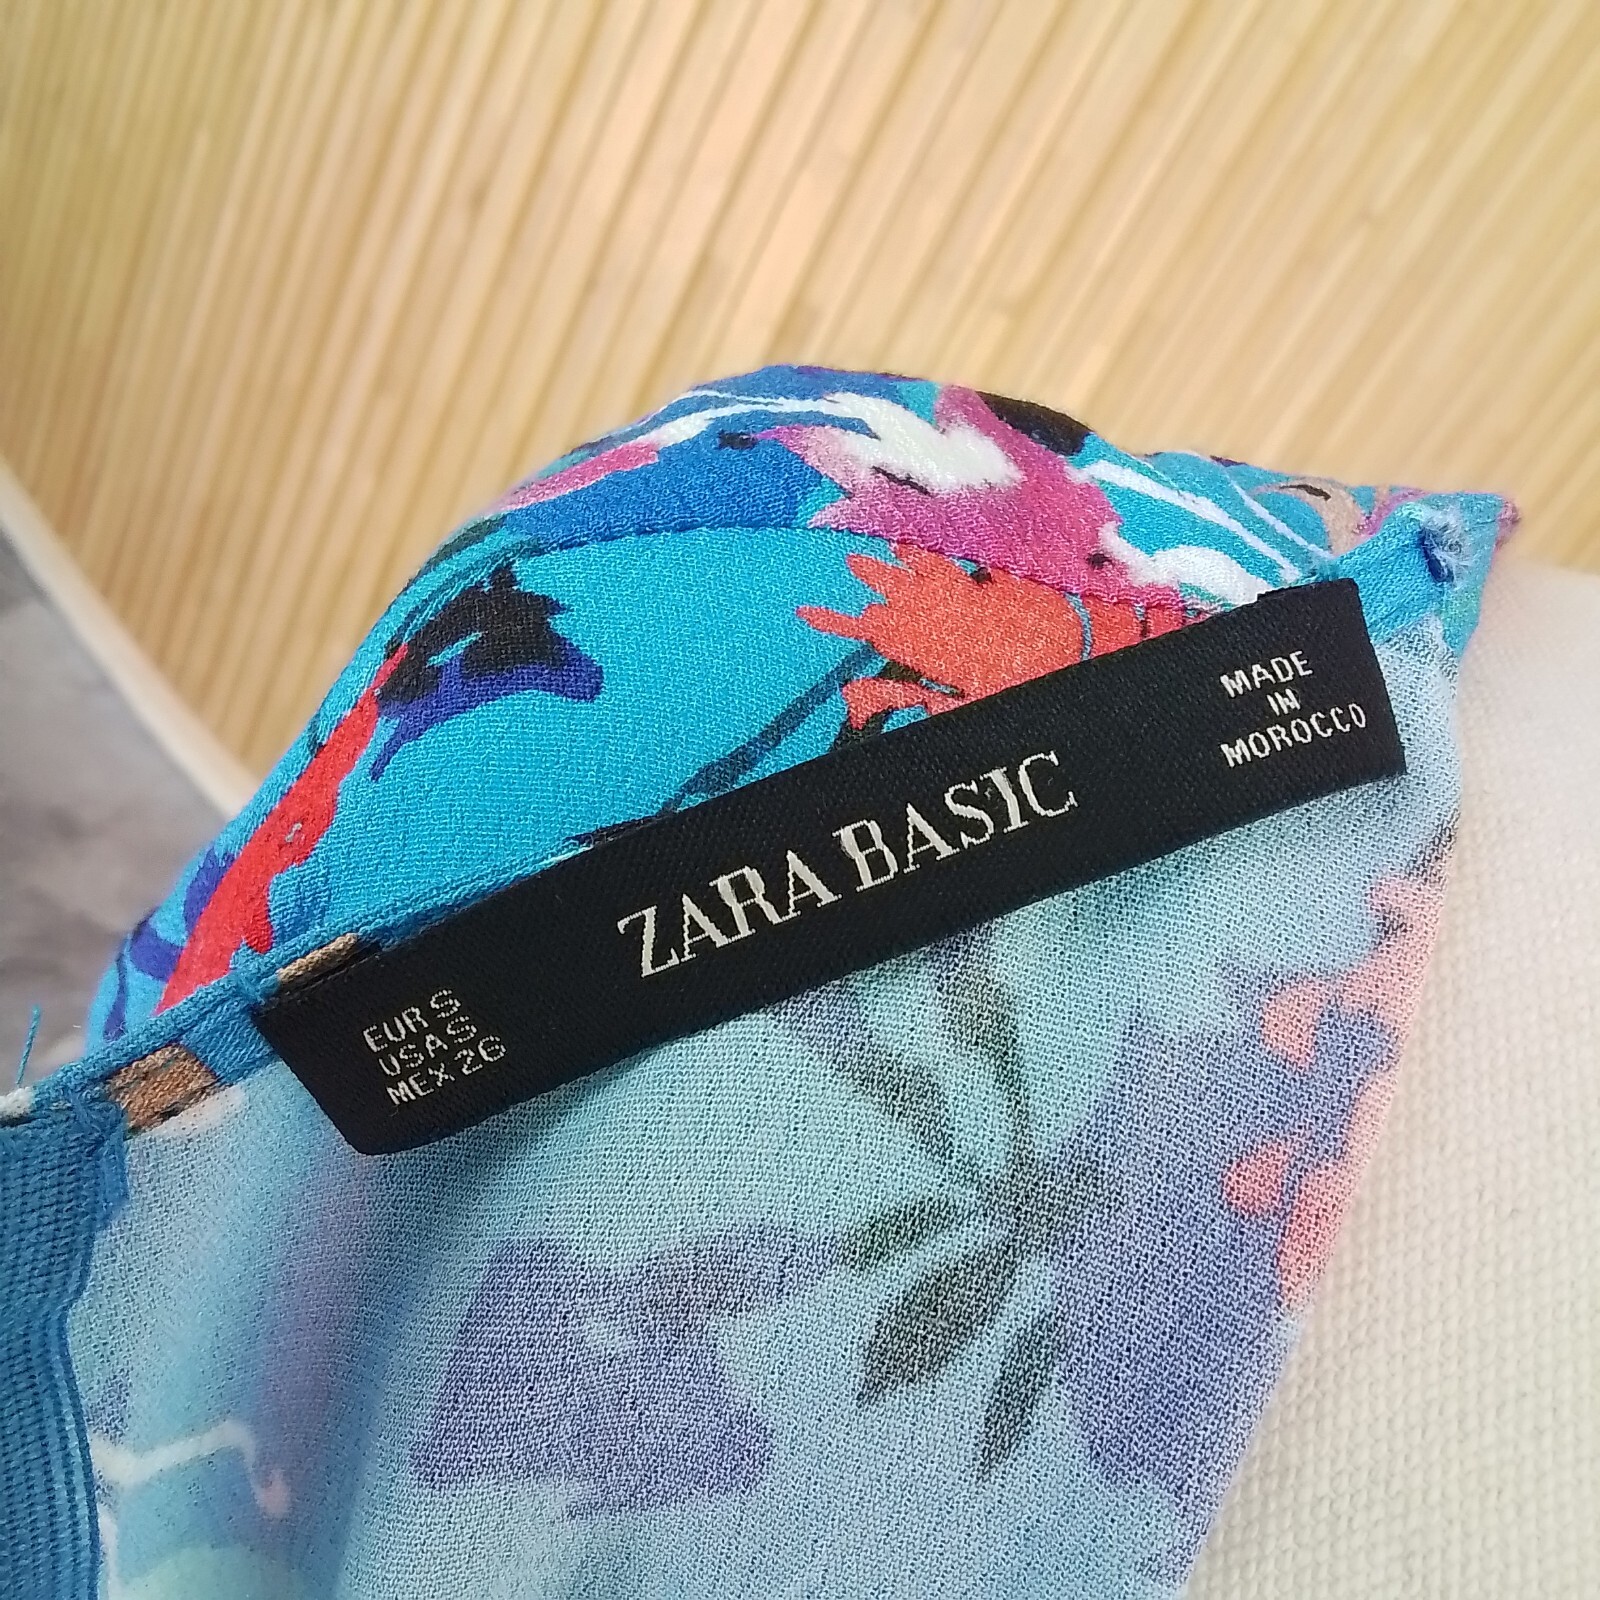 EUR S
USA S
MEX 26
ZARA BASIC
MADE
IN
MOROCCO